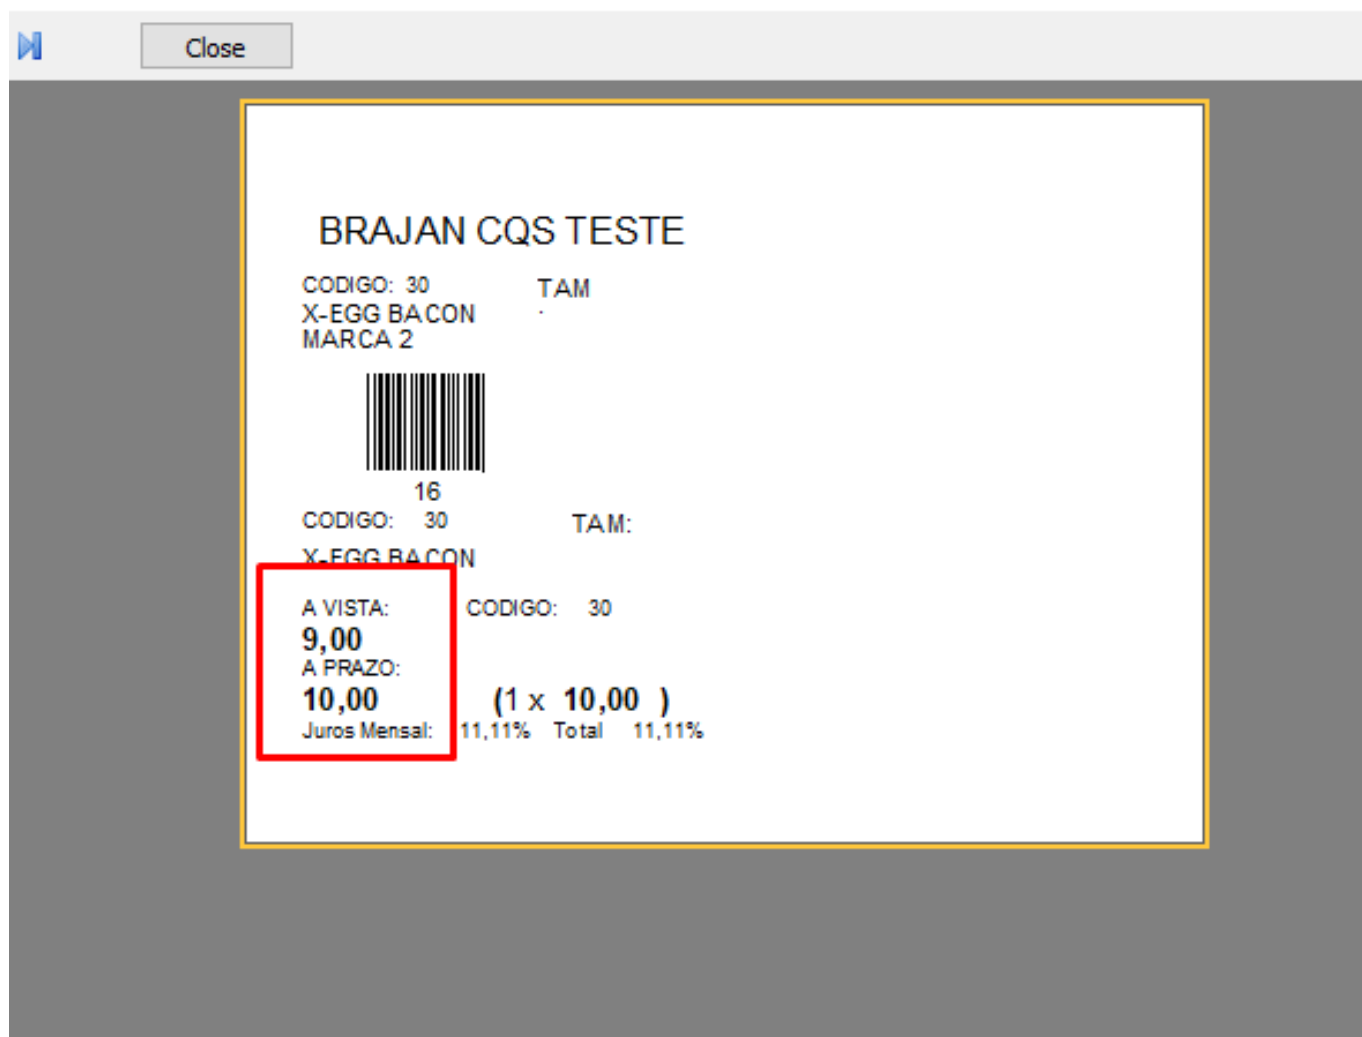 Close
BRAJAN CQS TESTE
CODIGO: 30 TAM
X-EGG BACON .
MARCA 2
16
CODIGO: 30 TAM:
X-EGG BACON
A VISTA: CODIGO: 30
9,00
A PRAZO:
10,00 (1 x 10,00 )
Juros Mensal: 11,11% Total 11,11%